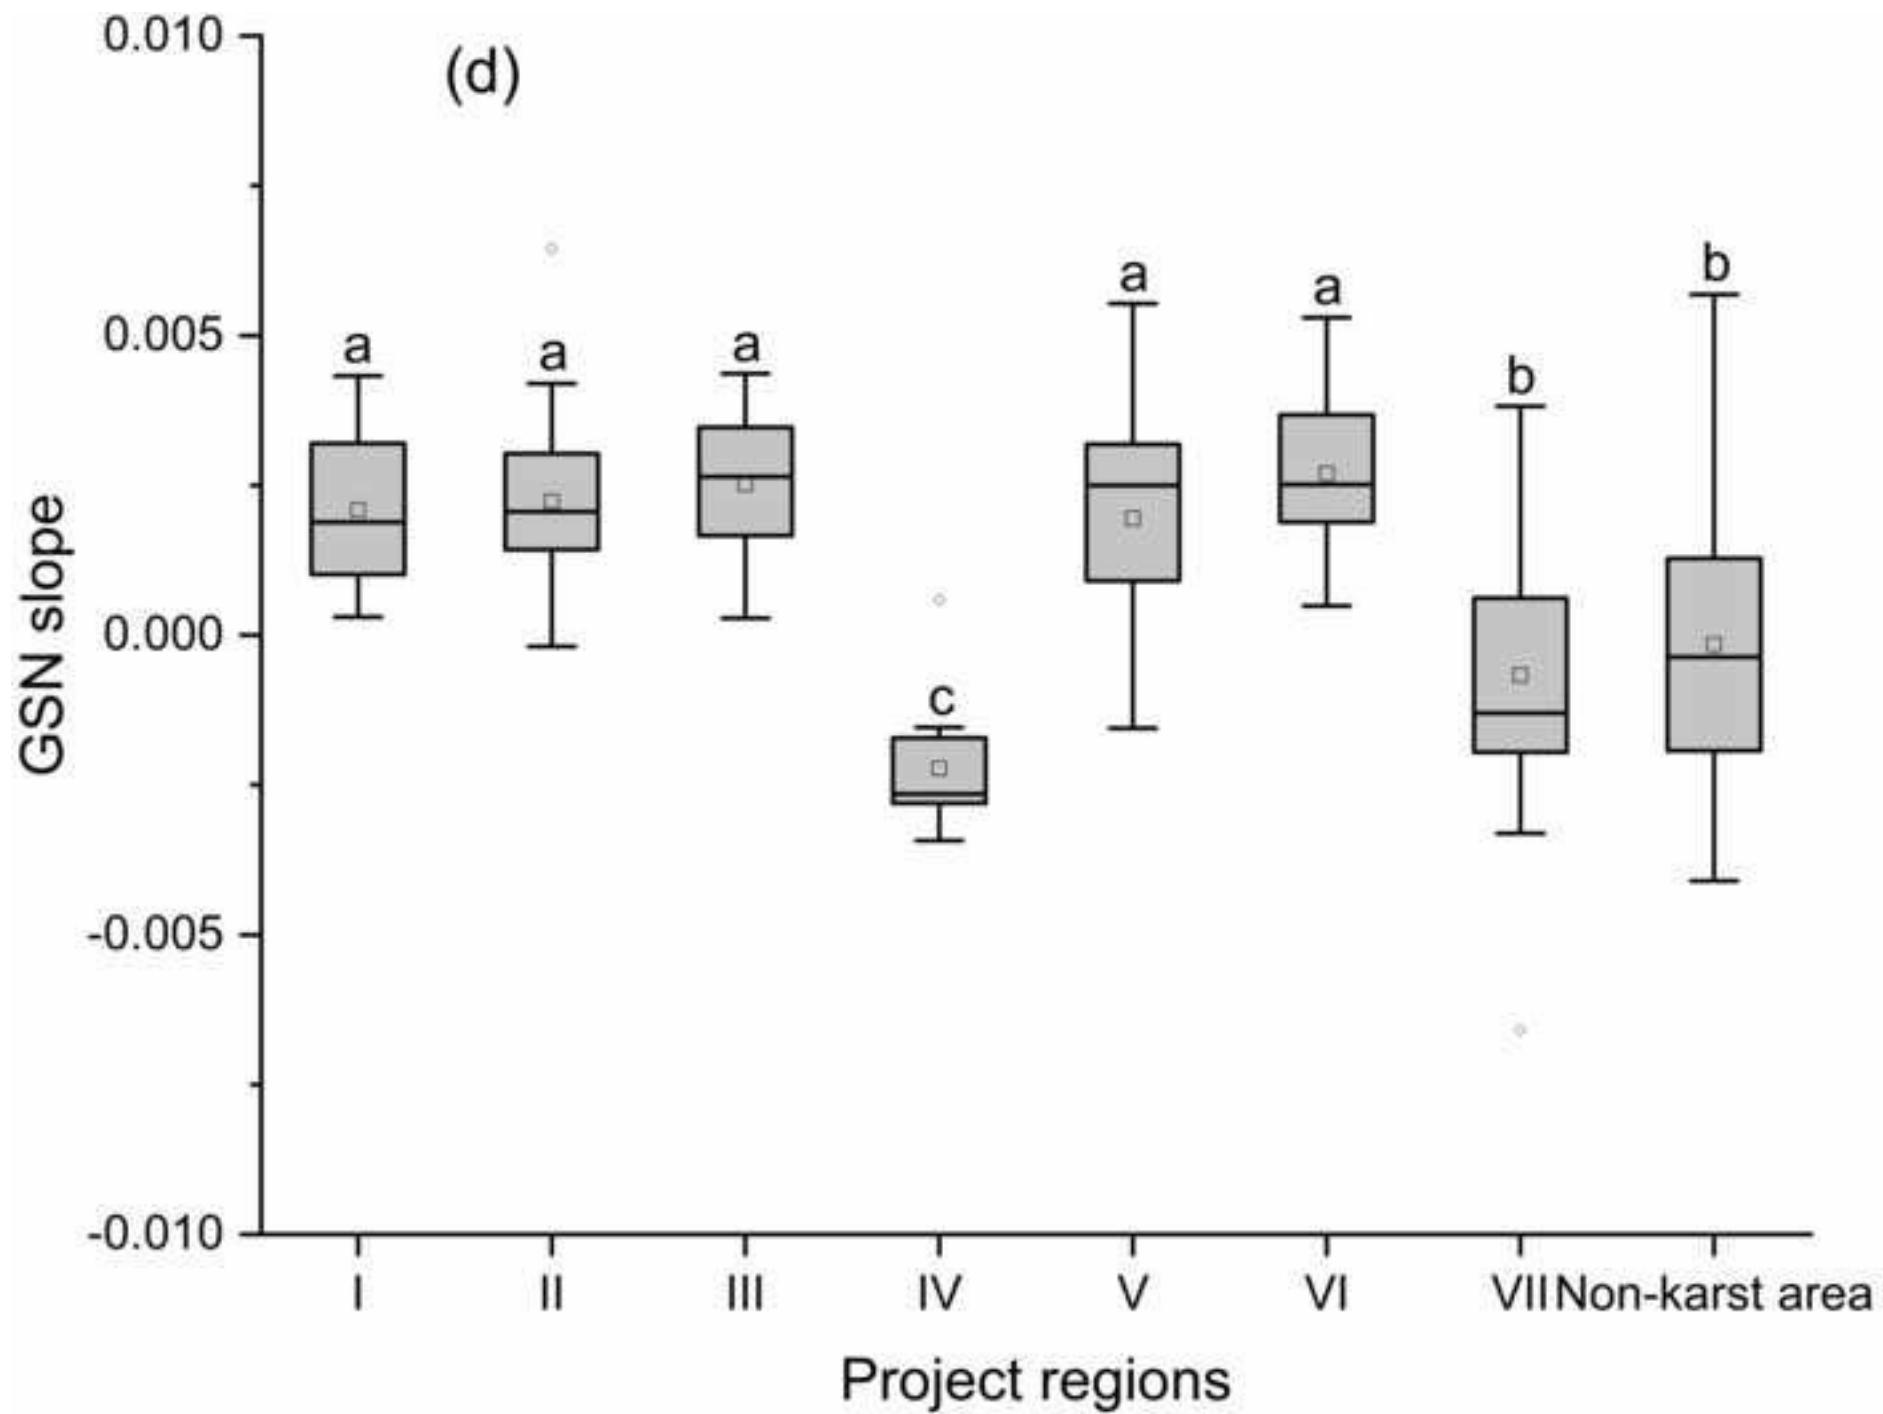 (d)
0.010
0.005
0.000
-0.005
-0.010
GSN slope
a
a
a
c
a
a
b
b
I
II
III
IV
V
VI
VII
Non-karst area
Project regions